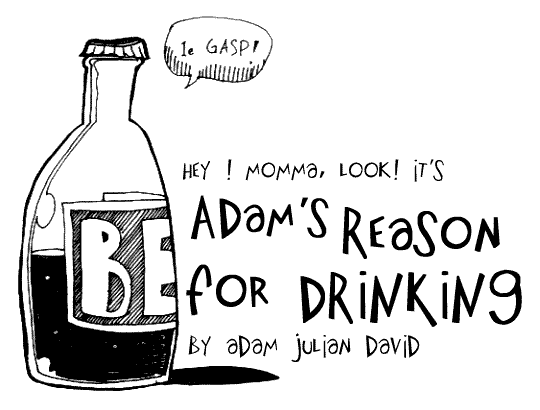 Ie GASP!
HEY ! MOMMa, LOOK! iT'S
ADaM'S REaSON
fOR DRiNKiNg
BY aDaM juLiaN DaViD
BE